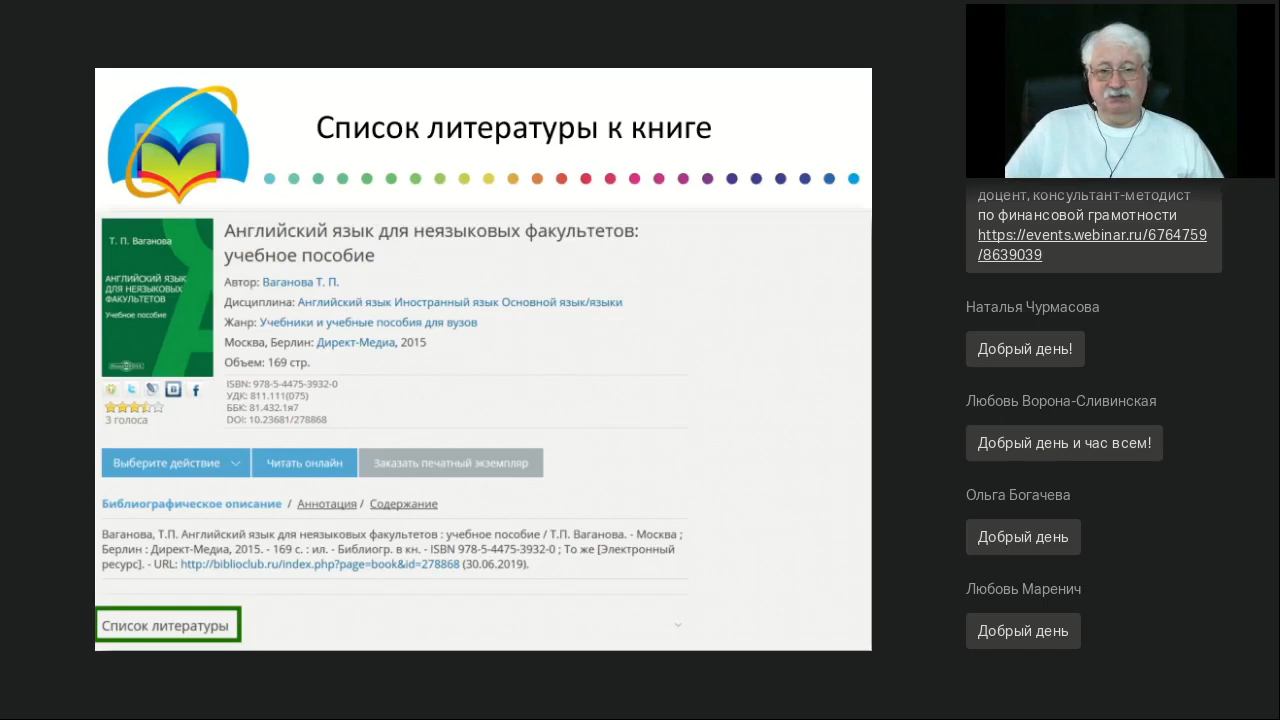 Список литературы к книге
Т. П. Ваганова
АНГЛИЙСКИЙ ЯЗЫК
ДЛЯ НЕЯЗЫКОВЫХ
ФАКУЛЬТЕТОВ
Учебное пособие
3 голоса
Английский язык для неязыковых факультетов:
учебное пособие
Автор: Ваганова Т. П.
Дисциплина: Английский язык Иностранный язык Основной язык/языки
Жанр: Учебники и учебные пособия для вузов
Москва, Берлин: Директ-Медиа, 2015
Объем: 169 стр.
ISBN: 978-5-4475-3932-0
УДК: 811.111(075)
ББК: 81.432.1я7
DOI: 10.23681/278868
Выберите действие
Читать онлайн
Заказать печатный экземпляр
Библиографическое описание / Аннотация / Содержание
Ваганова, Т.П. Английский язык для неязыковых факультетов : учебное пособие / Т.П. Ваганова. - Москва ;
Берлин : Директ-Медиа, 2015. - 169 с. : ил. - Библиогр. в кн. - ISBN 978-5-4475-3932-0 ; То же [Электронный
ресурс]. - URL: http://biblioclub.ru/index.php?page=book&id=278868 (30.06.2019).
Список литературы
доцент, консультант-методист
по финансовой грамотности
https://events.webinar.ru/6764759
/8639039
Наталья Чурмасова
Добрый день!
Любовь Ворона-Сливинская
Добрый день и час всем!
Ольга Богачева
Добрый день
Любовь Маренич
Добрый день